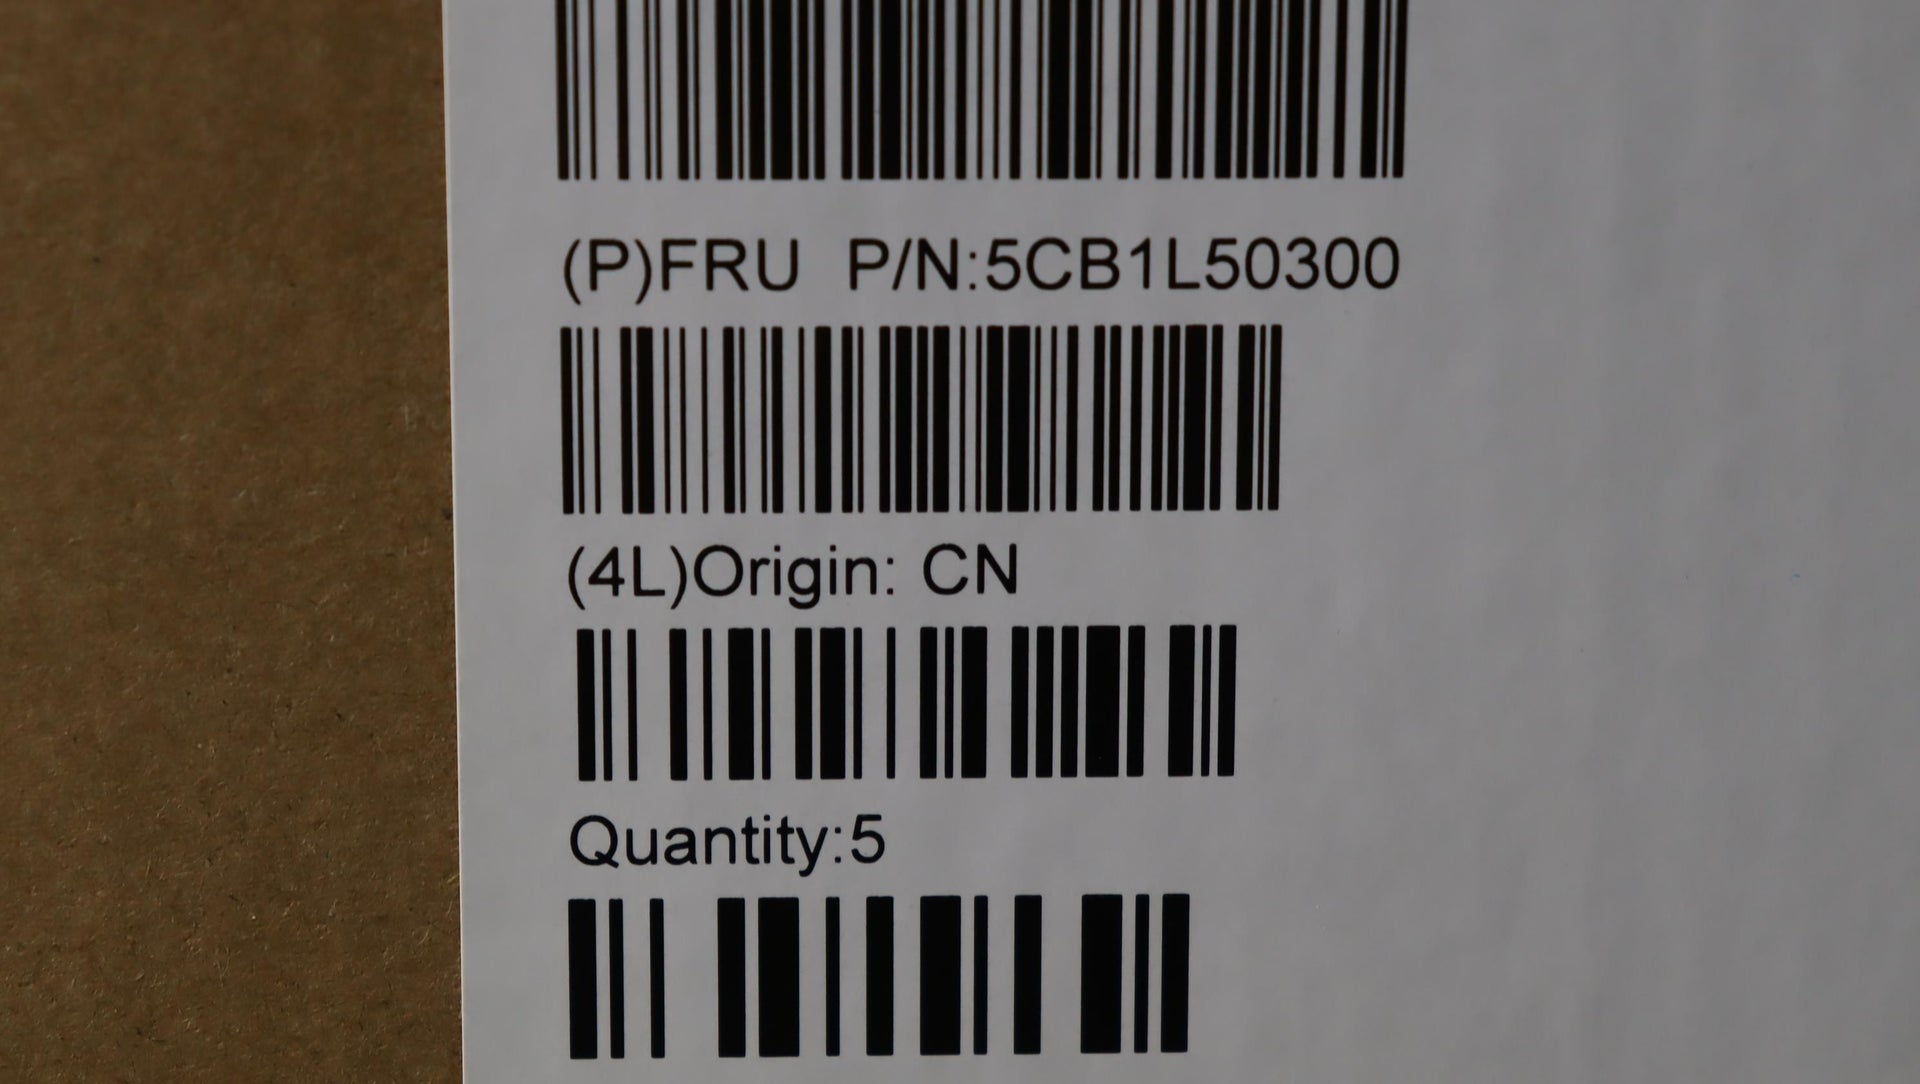 (P)FRU P/N:5CB1L50300
(4L)Origin: CN
Quantity:5